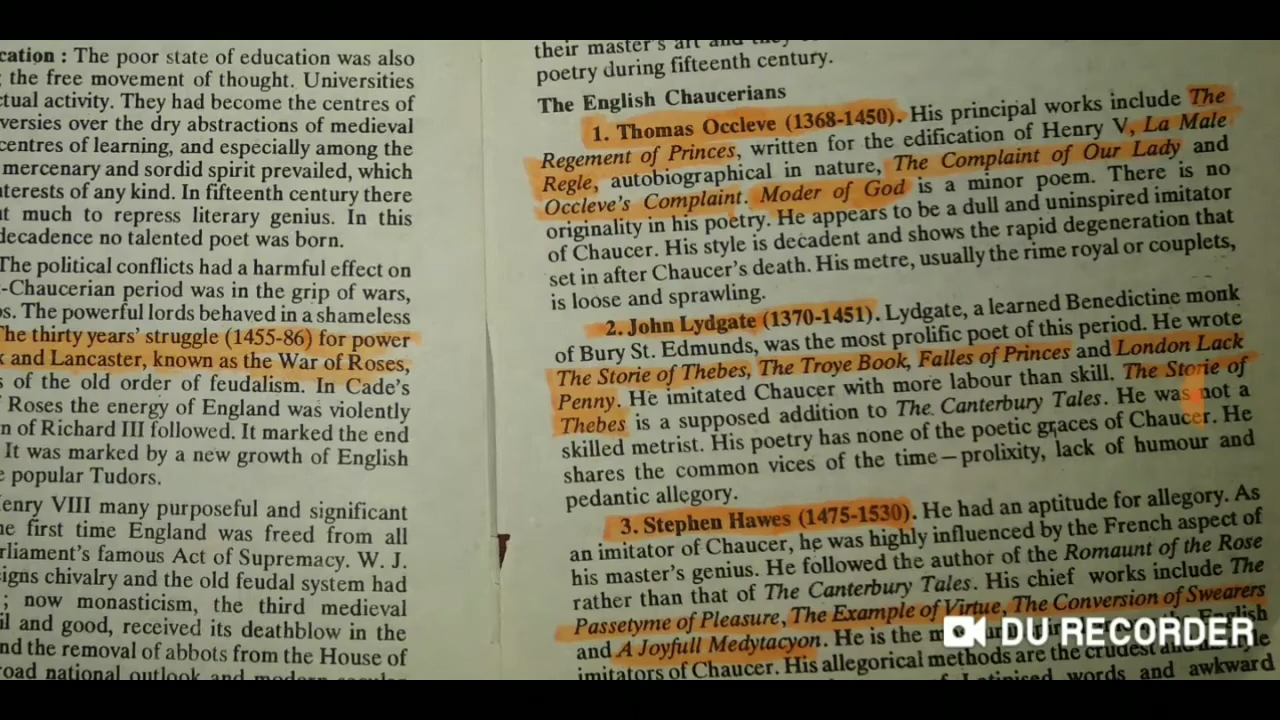 cation : The poor state of education was also
the free movement of thought. Universities
ctual activity. They had become the centres of
versies over the dry abstractions of medieval
centres of learning, and especially among the
mercenary and sordid spirit prevailed, which
nterests of any kind. In fifteenth century there
t much to repress literary genius. In this
decadence no talented poet was born.
The political conflicts had a harmful effect on
-Chaucerian period was in the grip of wars,
s. The powerful lords behaved in a shameless
he thirty years' struggle (1455-86) for power
k and Lancaster, known as the War of Roses,
s of the old order of feudalism. In Cade's
Roses the energy of England was violently
n of Richard III followed. It marked the end
It was marked by a new growth of English
e popular Tudors.
enry VIII many purposeful and significant
he first time England was freed from all
rliament's famous Act of Supremacy. W. J.
signs chivalry and the old feudal system had
; now monasticism, the third medieval
il and good, received its deathblow in the
nd the removal of abbots from the House of
road national outlook and modern
their master's art and they
poetry during fifteenth century.
The English Chaucerians
1. Thomas Occleve (1368-1450). His principal works include The
Regement of Princes, written for the edification of Henry V, La Male
Regle, autobiographical in nature, The Complaint of Our Lady and
Occleve's Complaint. Moder of God is a minor poem. There is no
originality in his poetry. He appears to be a dull and uninspired imitator
of Chaucer. His style is decadent and shows the rapid degeneration that
set in after Chaucer's death. His metre, usually the rime royal or couplets,
is loose and sprawling.
2. John Lydgate (1370-1451). Lydgate, a learned Benedictine monk
of Bury St. Edmunds, was the most prolific poet of this period. He wrote
The Storie of Thebes, The Troye Book, Falles of Princes and London Lack
Penny. He imitated Chaucer with more labour than skill. The Storie of
Thebes is a supposed addition to The Canterbury Tales. He was not a
skilled metrist. His poetry has none of the poetic graces of Chaucer. He
shares the common vices of the time—prolixity, lack of humour and
pedantic allegory.
3. Stephen Hawes (1475-1530). He had an aptitude for allegory. As
an imitator of Chaucer, he was highly influenced by the French aspect of
his master's genius. He followed the author of the Romaunt of the Rose
rather than that of The Canterbury Tales. His chief works include The
Passetyme of Pleasure, The Example of Virtue, The Conversion of Swearers
and A Joyfull Medytacyon. He is the the English
imitators of Chaucer. His allegorical methods are the crudest style
Latinised words and awkward
DU RECORDER